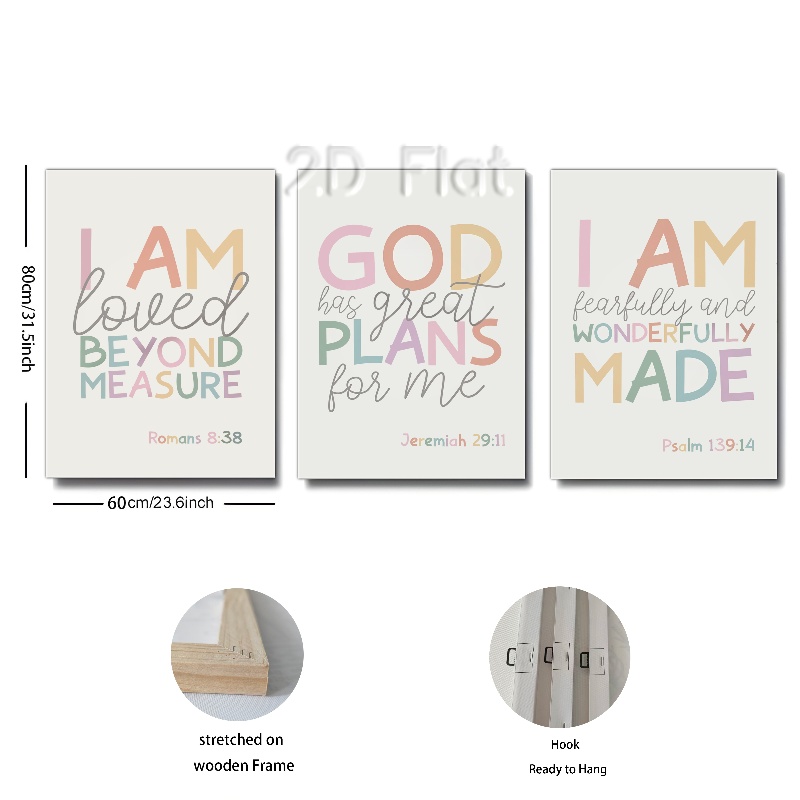 2D Flat
I AM
loved
BEYOND
MEASURE
Romans 8:38
GOD
has great
PLANS
for me
Jeremiah 29:11
I AM
fearfully and
WONDERFULLY
MADE
Psalm 139:14
80cm/31.5inch
60cm/23.6inch
stretched on
wooden Frame
Hook
Ready to Hang